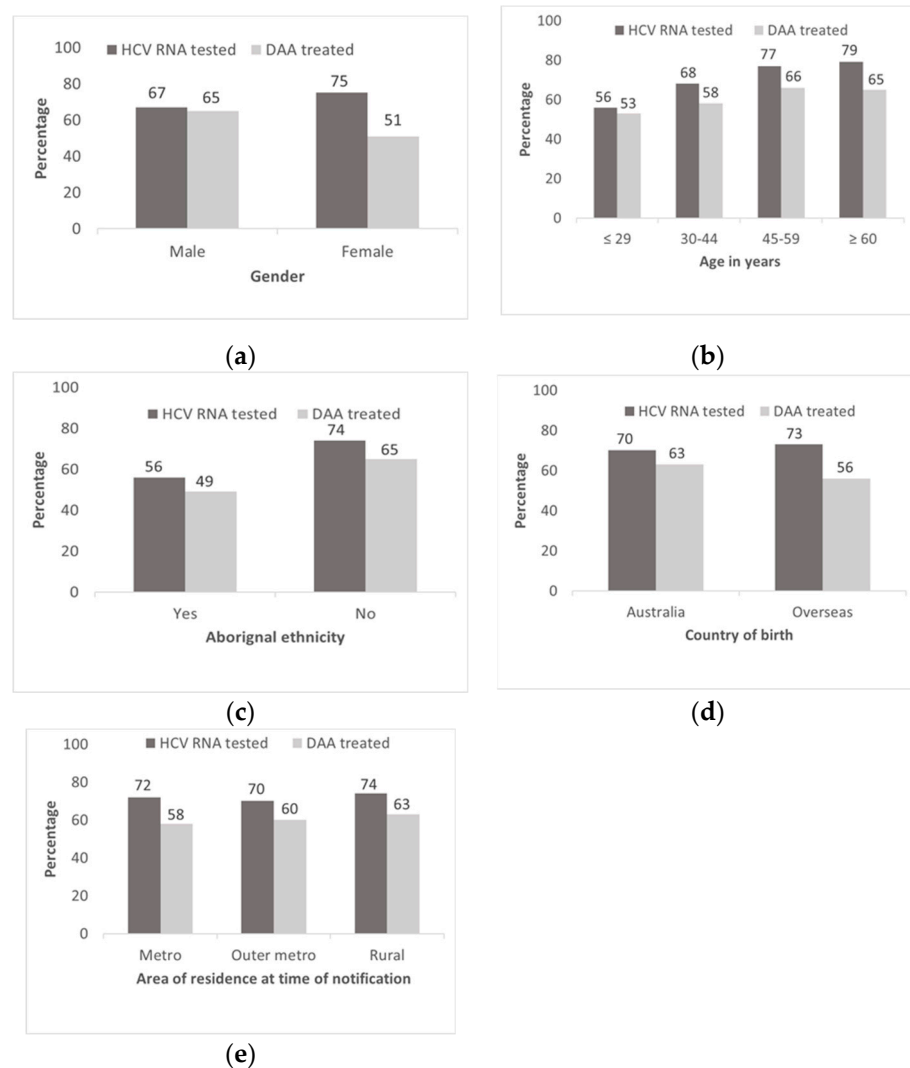 100
HCV RNA tested DAA treated
80
75
67 65
60
51
40
20
0
Percentage
Male Female
Gender
(a)
100
HCV RNA tested DAA treated
80
77 79
68
66 65
60
56 53 58
40
20
0
Percentage
≤ 29 30-44 45-59 ≥ 60
Age in years
(b)
100
HCV RNA tested DAA treated
80
74
65
60
56
49
40
20
0
Percentage
Yes No
Aborignal ethnicity
(c)
100
HCV RNA tested DAA treated
80
70 73
63
60
56
40
20
0
Percentage
Australia Overseas
Country of birth
(d)
100
HCV RNA tested DAA treated
80
72 70 74
58 60 63
60
40
20
0
Percentage
Metro Outer metro Rural
Area of residence at time of notification
(e)